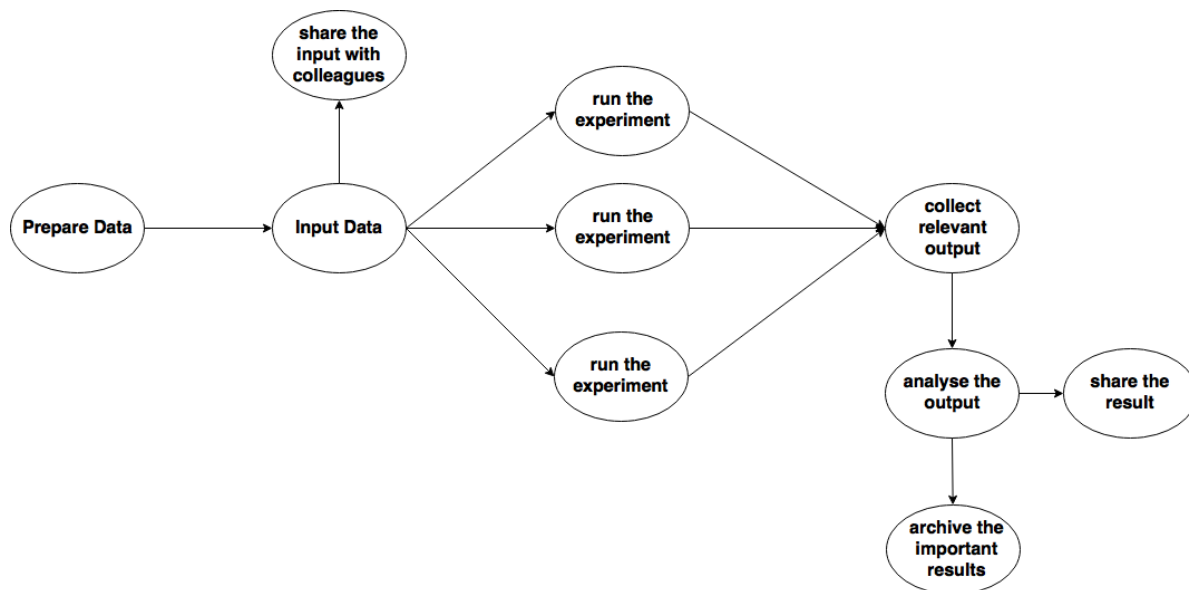 share the
input with
colleagues
run the
experiment
Prepare Data
Input Data
run the
experiment
collect
relevant
output
run the
experiment
analyse the
output
share the
result
archive the
important
results